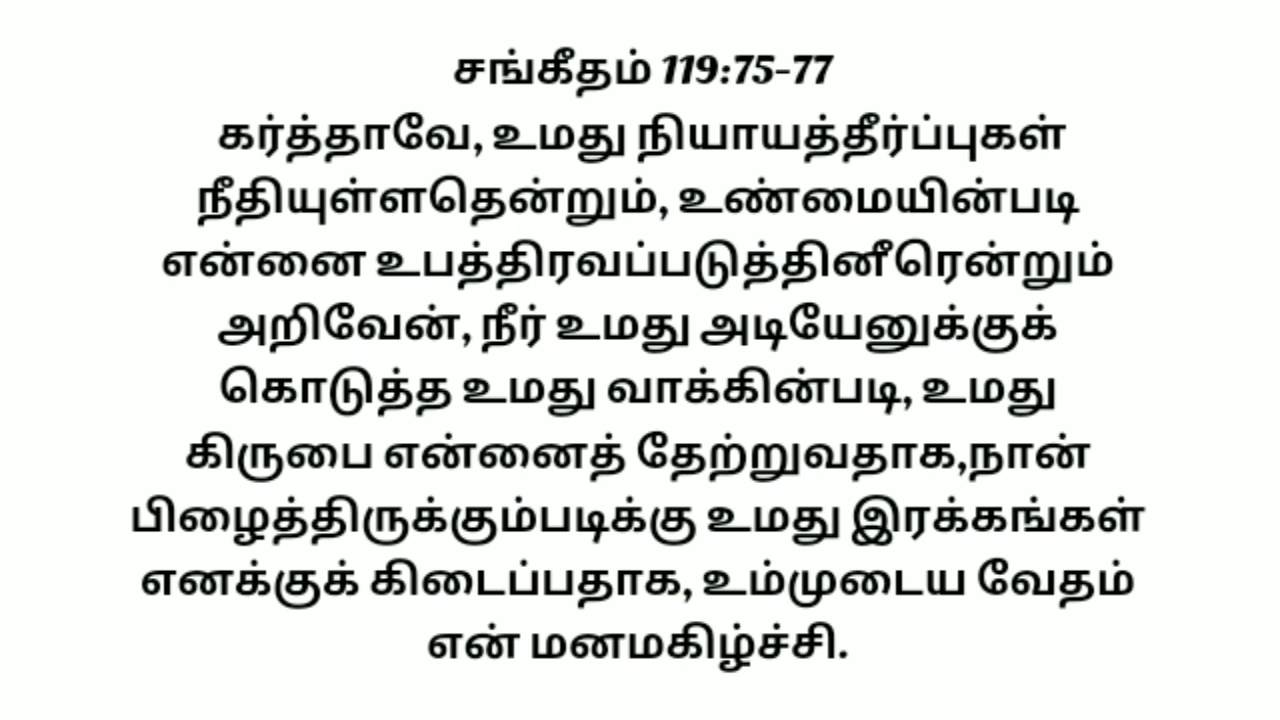 சங்கீதம் 119:75-77
கர்த்தாவே, உமது நியாயத்தீர்ப்புகள்
நீதியுள்ளதென்றும், உண்மையின்படி
என்னை உபத்திரவப்படுத்தினீரென்றும்
அறிவேன், நீர் உமது அடியேனுக்குக்
கொடுத்த உமது வாக்கின்படி, உமது
கிருபை என்னைத் தேற்றுவதாக,நான்
பிழைத்திருக்கும்படிக்கு உமது இரக்கங்கள்
எனக்குக் கிடைப்பதாக, உம்முடைய வேதம்
என் மனமகிழ்ச்சி.